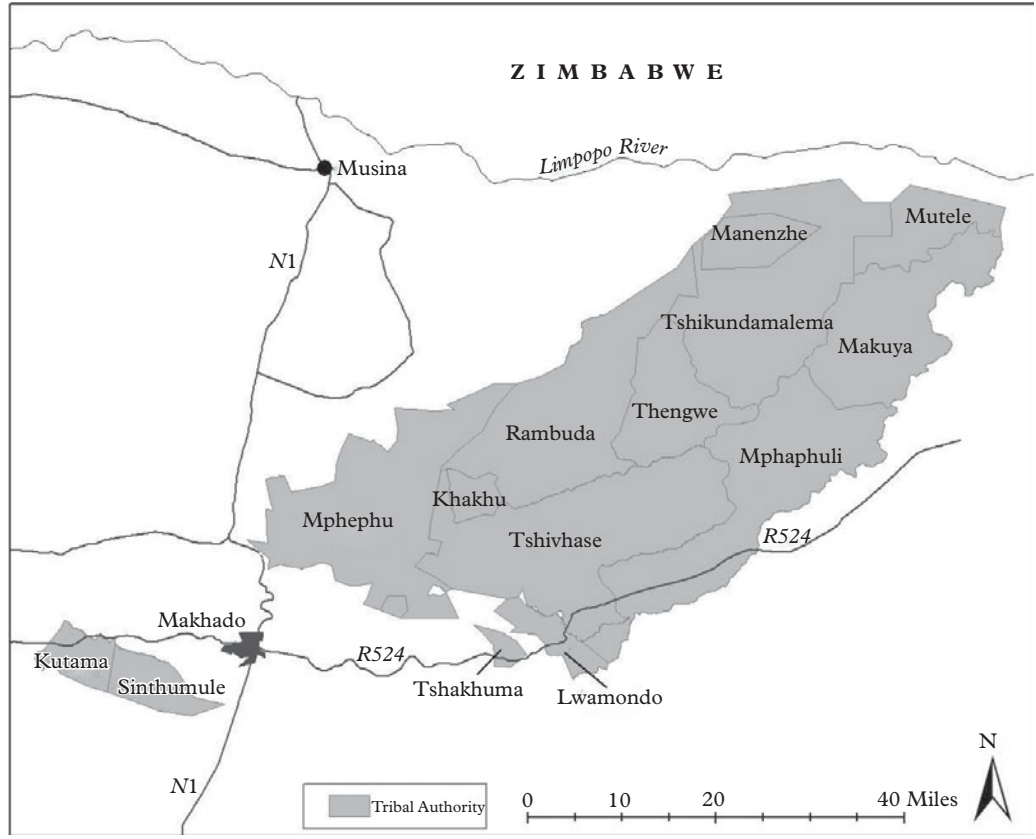 ZIMBABWE
Limpopo River
Musina
Mutele
Manenzhe
N1
Tshikundamalema
Makuya
Thengwe
Rambuda
Mphaphuli
Khakhu
Mphephu
Tshivhase
R524
Makhado
R524
Kutama
Sinthumule
Tshakhuma
Lwamondo
N
N1
Tribal Authority
0 10 20 40 Miles